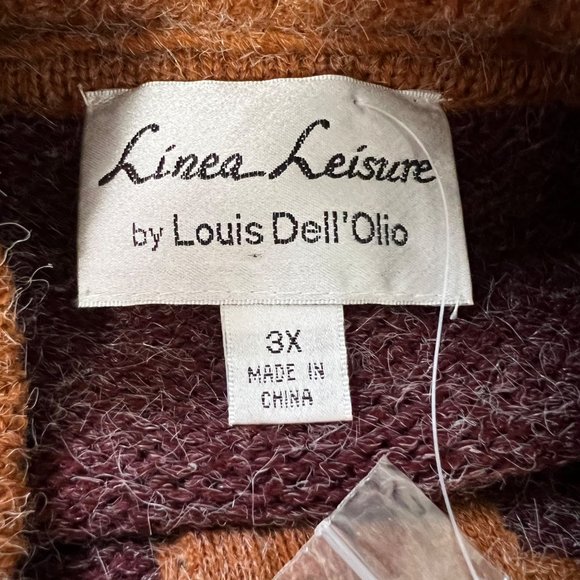 Linea Leisure
by Louis Dell'Olio
3X
MADE IN
CHINA